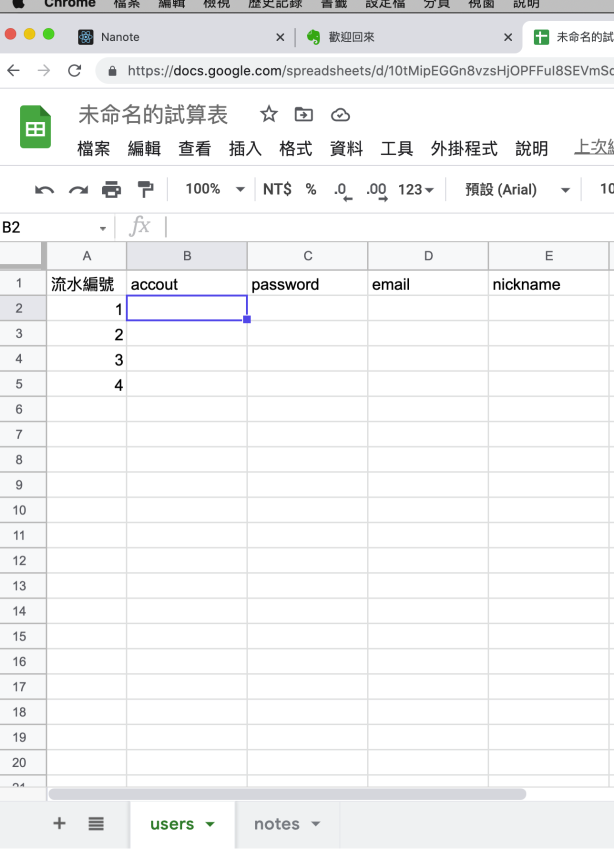 Chrome 檔案 編輯 檢視 歷史記錄 書籤 設定檔 分頁 視窗 說明
Nanote × 歡迎回來 × 未命名的試
https://docs.google.com/spreadsheets/d/10tMipEGGn8vzsHjOPFFuI8SEVmSc
未命名的試算表
檔案 編輯 查看 插入 格式 資料 工具 外掛程式 說明 上次編
100% NT$ % .0 .00 123 預設 (Arial) 10
B2 fx
A B C D E
1 流水編號 accout password email nickname
2 1
3 2
4 3
5 4
6
7
8
9
10
11
12
13
14
15
16
17
18
19
20
21
+ users notes